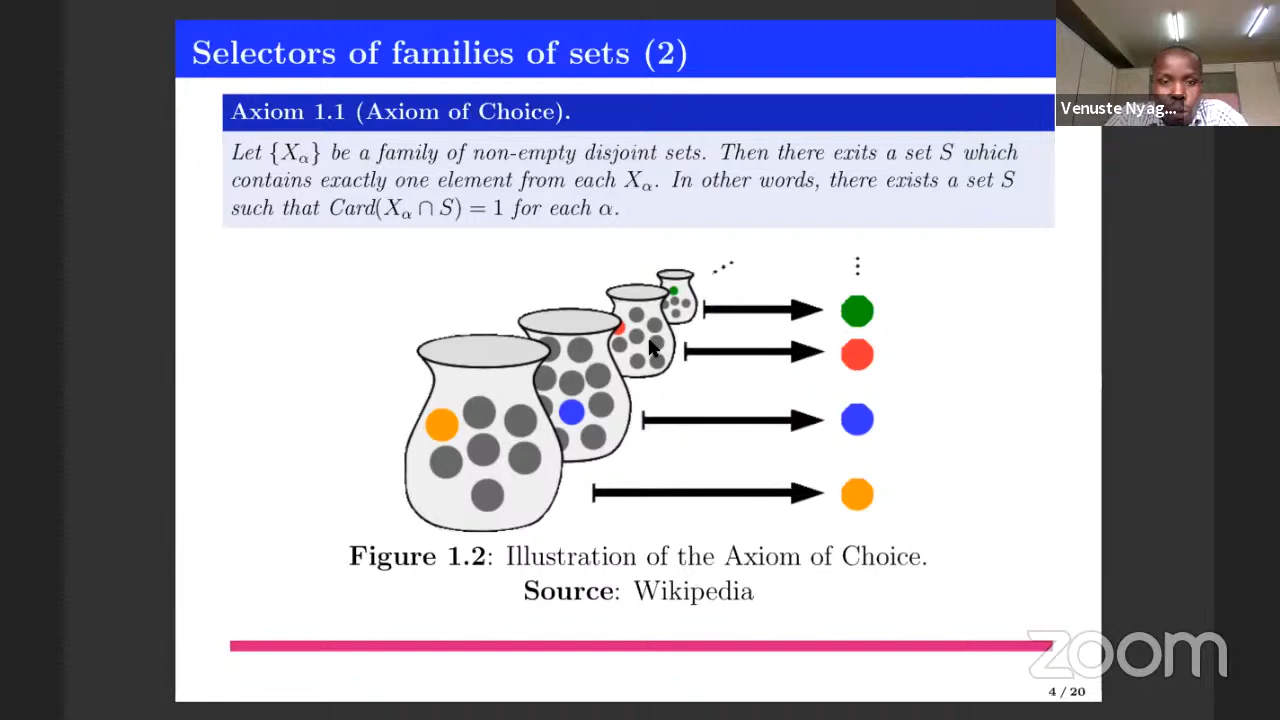 Selectors of families of sets (2)
Axiom 1.1 (Axiom of Choice).
Let {Xα} be a family of non-empty disjoint sets. Then there exits a set S which
contains exactly one element from each Xα. In other words, there exists a set S
such that Card(Xα ∩ S) = 1 for each α.
Figure 1.2: Illustration of the Axiom of Choice.
Source: Wikipedia
4 / 20
Venuste Nyag...
zoom